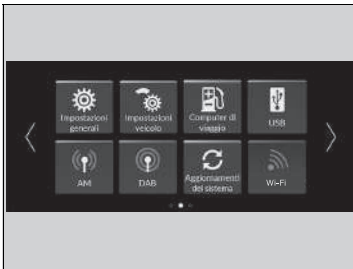 Impostazioni
generali
Impostazioni
veicolo
Computer di
viaggio
USB
AM
DAB
Aggiornamenti
del sistema
Wi-Fi